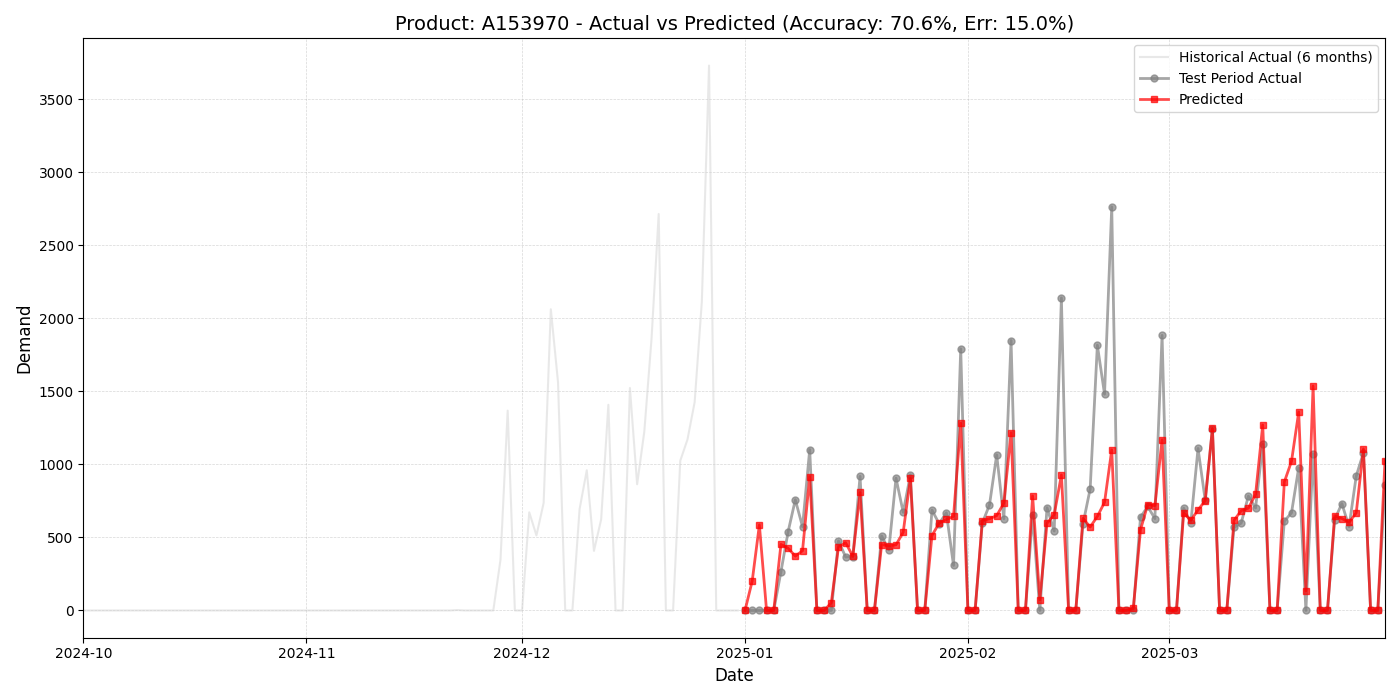 Product: A153970 - Actual vs Predicted (Accuracy: 70.6%, Err: 15.0%)
Historical Actual (6 months)
Test Period Actual
Predicted
Demand
3500
3000
2500
2000
1500
1000
500
0
2024-10
2024-11
2024-12
2025-01
2025-02
2025-03
Date